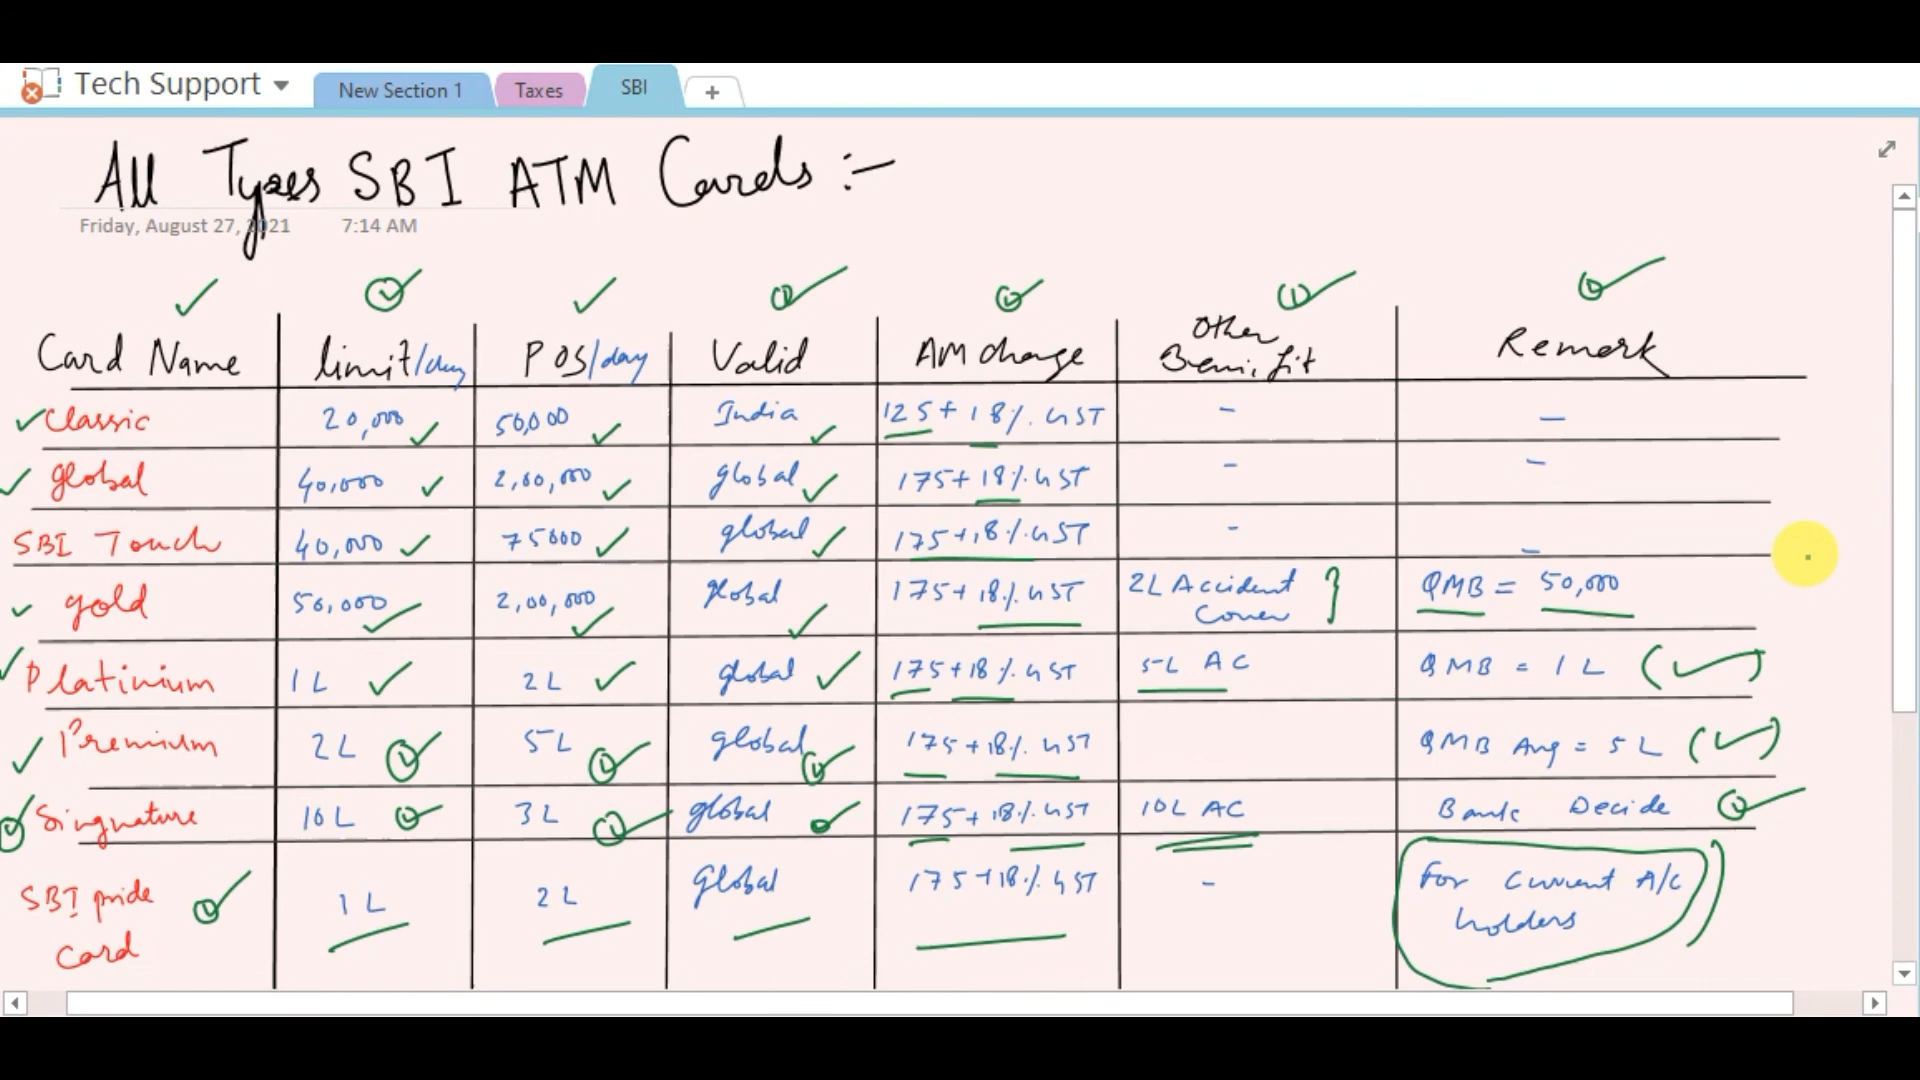 Tech Support New Section 1 Taxes SBI +
All Types SBI ATM Cards :-
Friday, August 27, 2021 7:14 AM
Card Name limit/day POS/day Valid AM charge Other Benifit Remark
Classic 20,000 50,000 India 125+18% GST - -
global 40,000 2,00,000 global 175+18% GST - -
SBI Touch 40,000 75000 global 175+18% GST - -
gold 50,000 2,00,000 global 175+18% GST 2L Accident Cover } QMB = 50,000
Platinium 1L 2L global 175+18% GST 5L AC QMB = 1L
Premium 2L 5L global 175+18% GST QMB Avg = 5L
Singnature 10L 3L global 175+18% GST 10L AC Bank Decide
SBI pride card 1L 2L Global 175+18% GST - For Current A/c holders